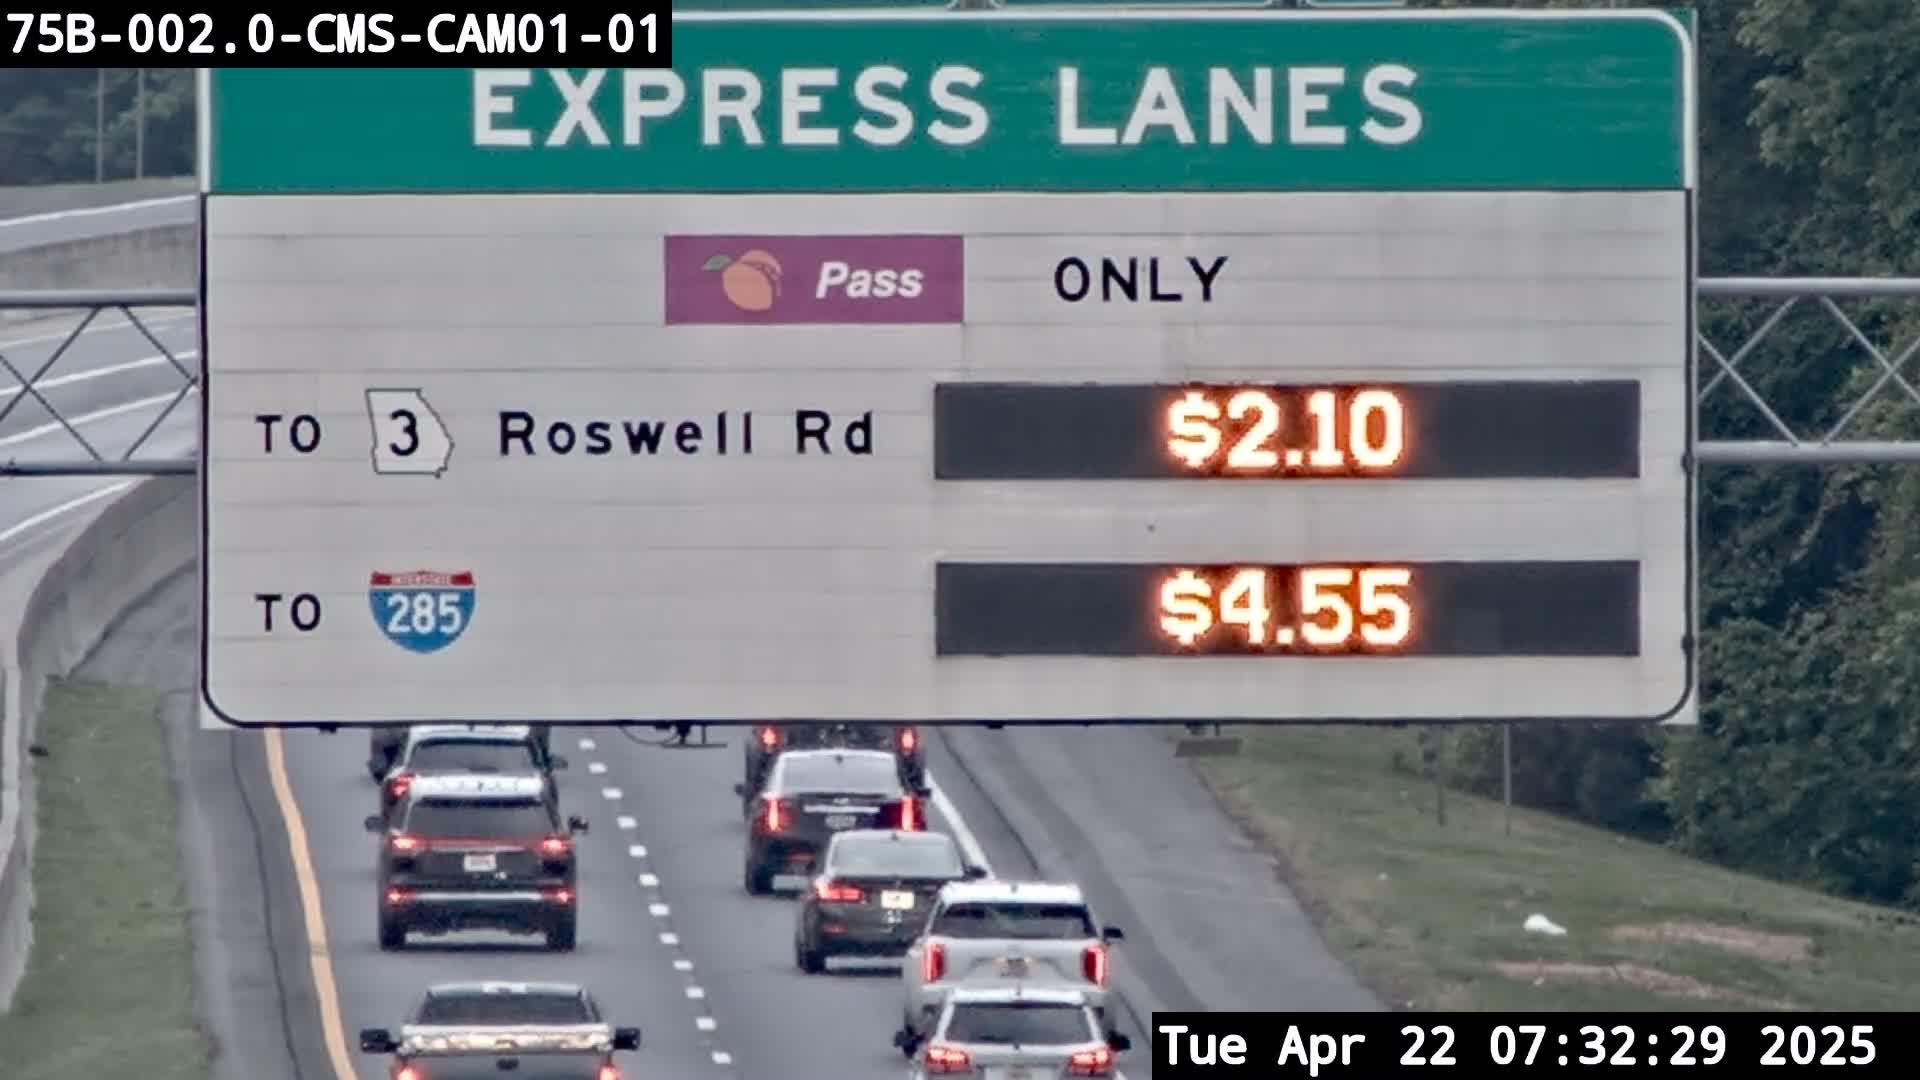 75B-002.0-CMS-CAM01-01
EXPRESS LANES
Pass ONLY
TO 3 Roswell Rd $2.10
TO 285 $4.55
Tue Apr 22 07:32:29 2025